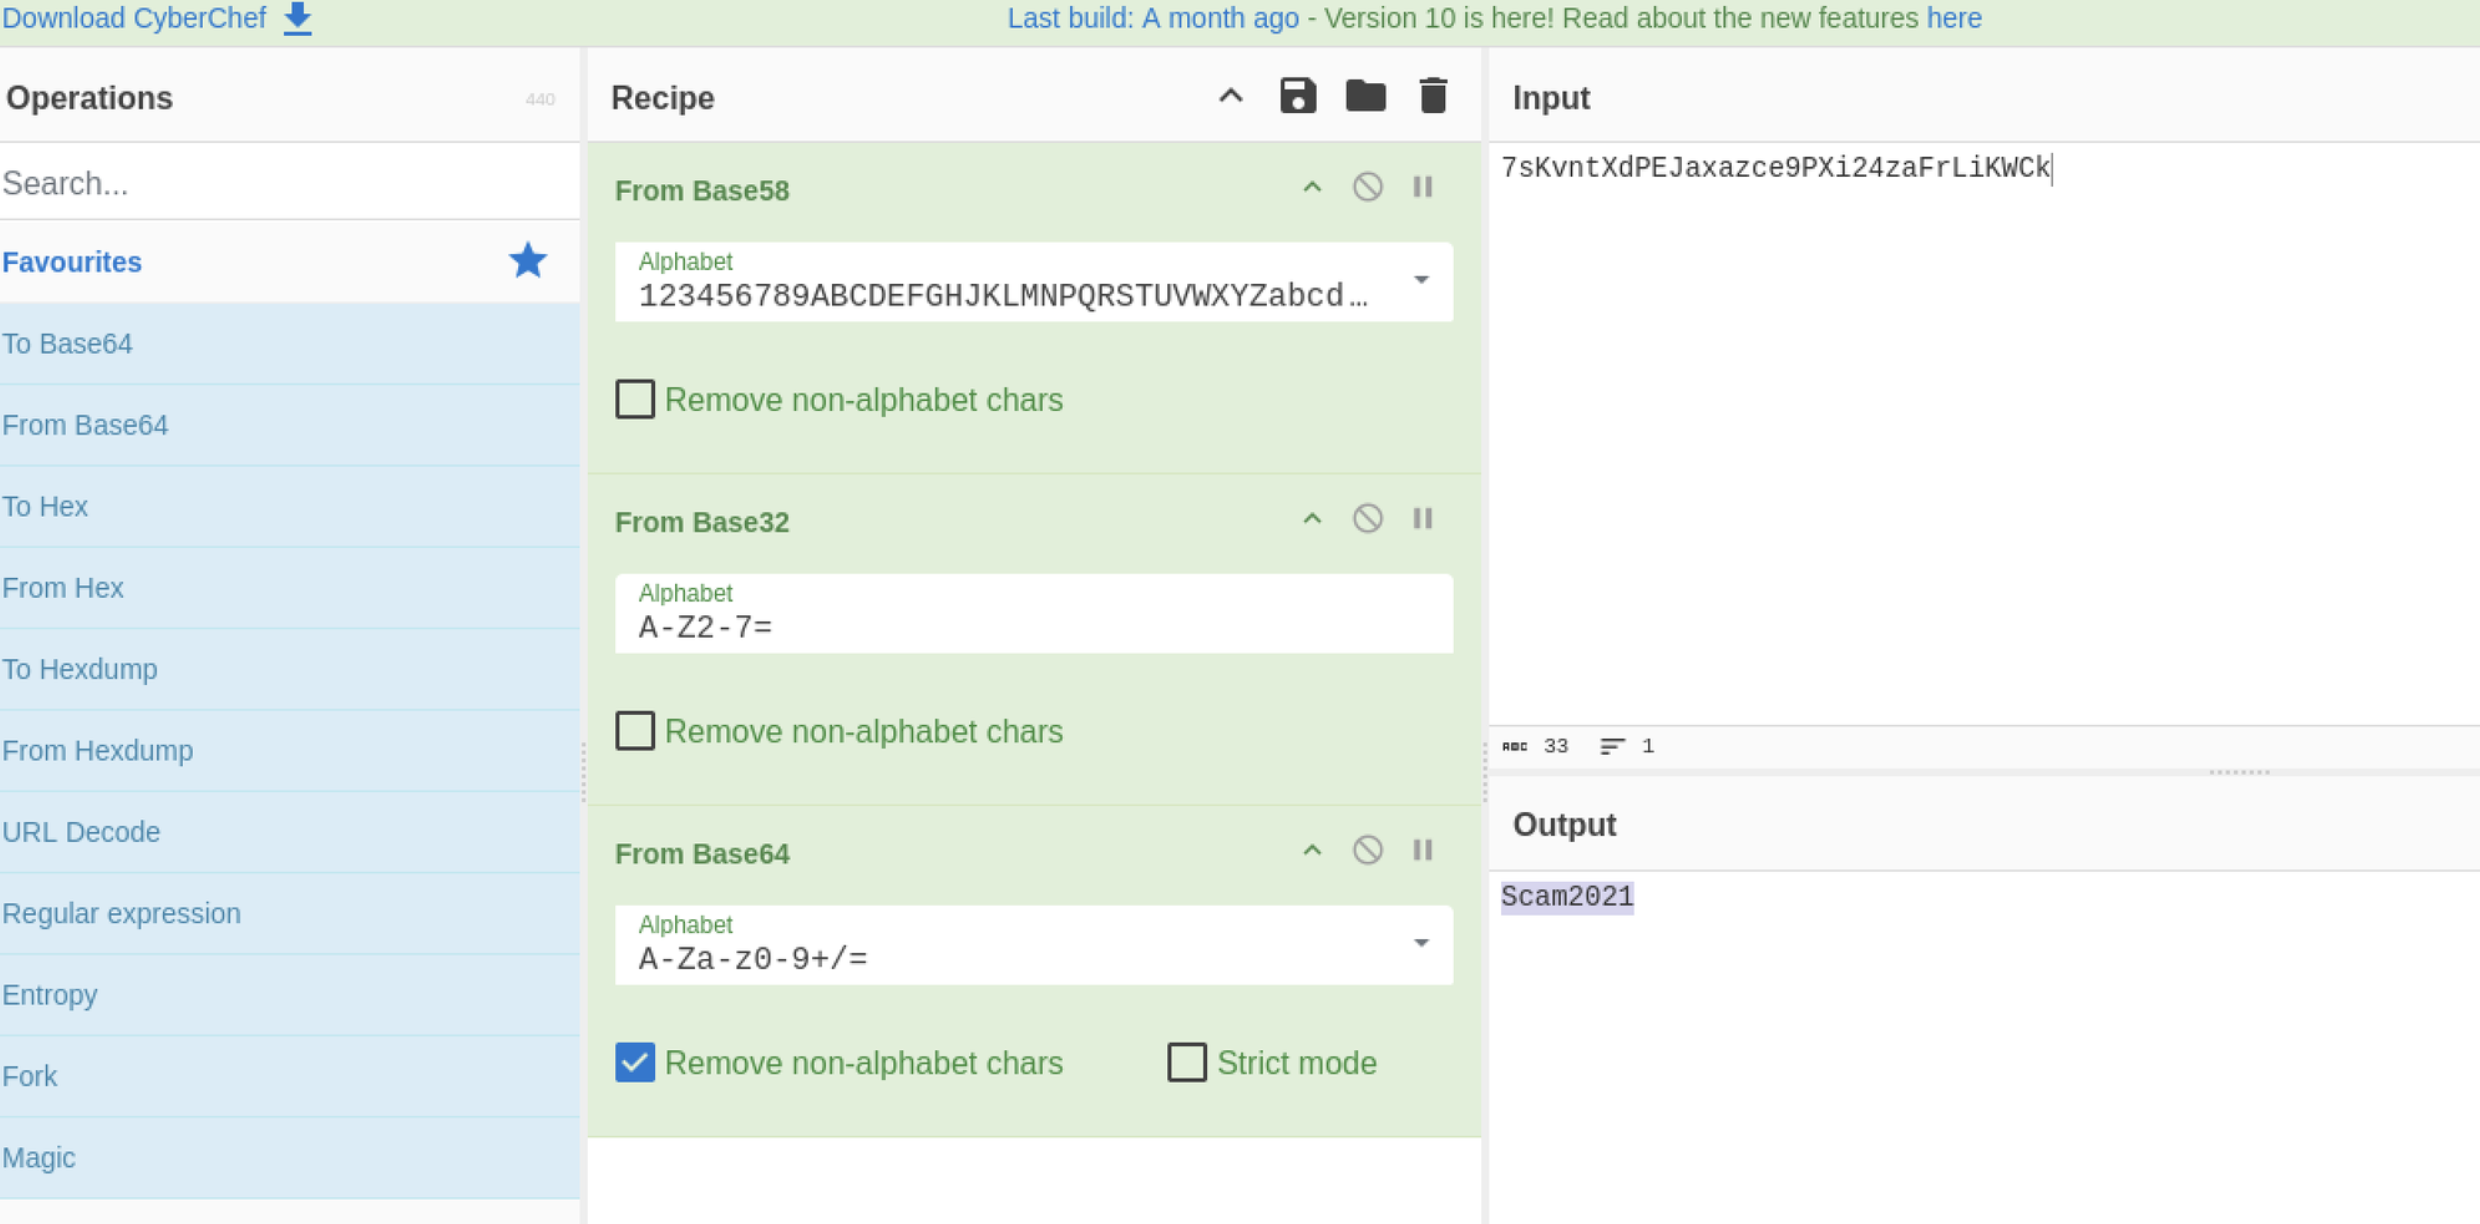 Download CyberChef
Last build: A month ago - Version 10 is here! Read about the new features here
Operations
440
Search...
Favourites
To Base64
From Base64
To Hex
From Hex
To Hexdump
From Hexdump
URL Decode
Regular expression
Entropy
Fork
Magic
Recipe
From Base58
Alphabet
123456789ABCDEFGHJKLMNPQRSTUVWXYZabcd…
Remove non-alphabet chars
From Base32
Alphabet
A-Z2-7=
Remove non-alphabet chars
From Base64
Alphabet
A-Za-z0-9+/=
Remove non-alphabet chars
Strict mode
Input
7sKvntXdPEJaxazce9PXi24zaFrLiKWCk
ABC 33
1
Output
Scam2021